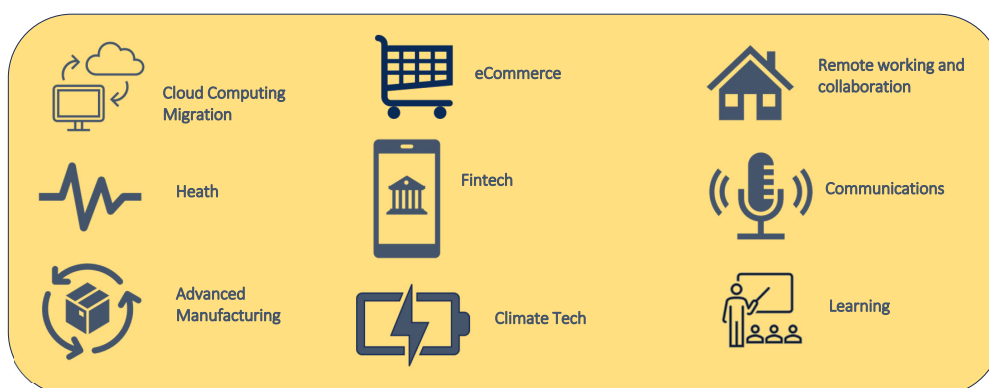 Cloud Computing
Migration
eCommerce
Remote working and
collaboration
Heath
Fintech
Communications
Advanced
Manufacturing
Climate Tech
Learning